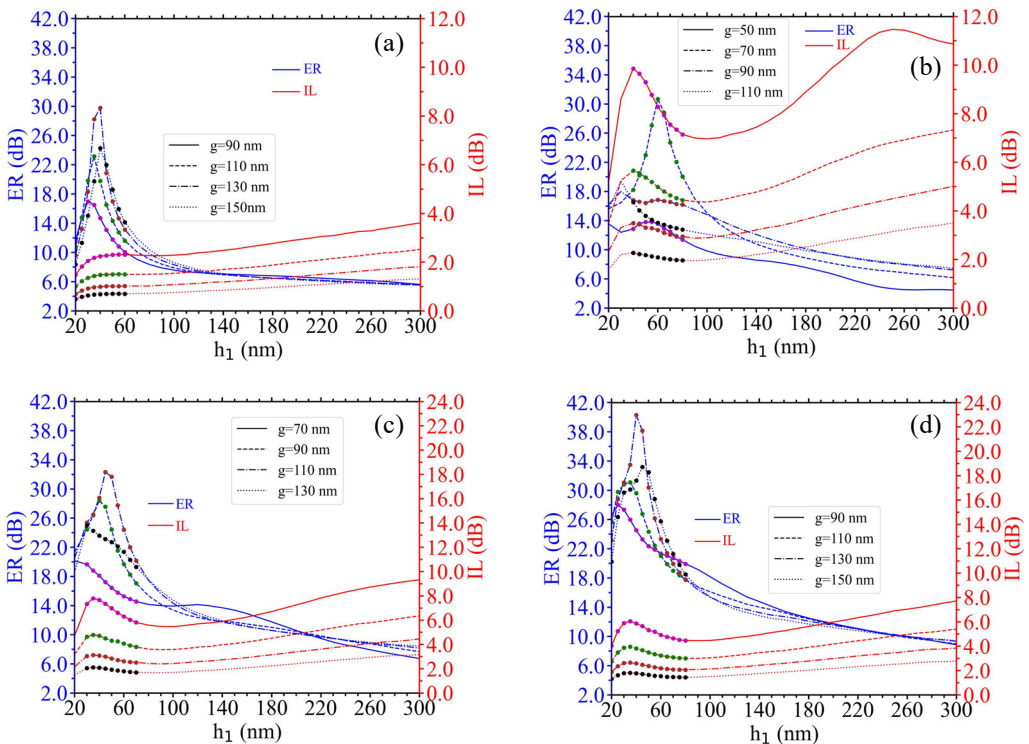 (a)
ER (dB)
42.0
38.0
34.0
30.0
26.0
22.0
18.0
14.0
10.0
6.0
2.0
ER
IL
g=90 nm
g=110 nm
g=130 nm
g=150nm
14.0
12.0
10.0
8.0
6.0
4.0
2.0
0.0
IL (dB)
20 60 100 140 180 220 260 300
h1 (nm)
(b)
ER (dB)
42.0
38.0
34.0
30.0
26.0
22.0
18.0
14.0
10.0
6.0
2.0
g=50 nm
g=70 nm
g=90 nm
g=110 nm
ER
IL
12.0
10.0
8.0
6.0
4.0
2.0
0.0
IL (dB)
20 60 100 140 180 220 260 300
h1 (nm)
(c)
ER (dB)
42.0
38.0
34.0
30.0
26.0
22.0
18.0
14.0
10.0
6.0
2.0
g=70 nm
g=90 nm
g=110 nm
g=130 nm
ER
IL
24.0
22.0
20.0
18.0
16.0
14.0
12.0
10.0
8.0
6.0
4.0
2.0
0.0
IL (dB)
20 60 100 140 180 220 260 300
h1 (nm)
(d)
ER (dB)
42.0
38.0
34.0
30.0
26.0
22.0
18.0
14.0
10.0
6.0
2.0
ER
IL
g=90 nm
g=110 nm
g=130 nm
g=150 nm
24.0
22.0
20.0
18.0
16.0
14.0
12.0
10.0
8.0
6.0
4.0
2.0
0.0
IL (dB)
20 60 100 140 180 220 260 300
h1 (nm)